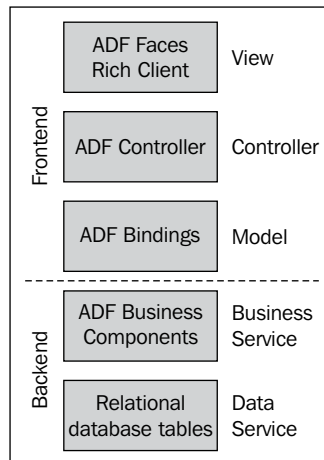 Frontend
ADF Faces
Rich Client
View
ADF Controller
Controller
ADF Bindings
Model
Backend
ADF Business
Components
Business
Service
Relational
database tables
Data
Service